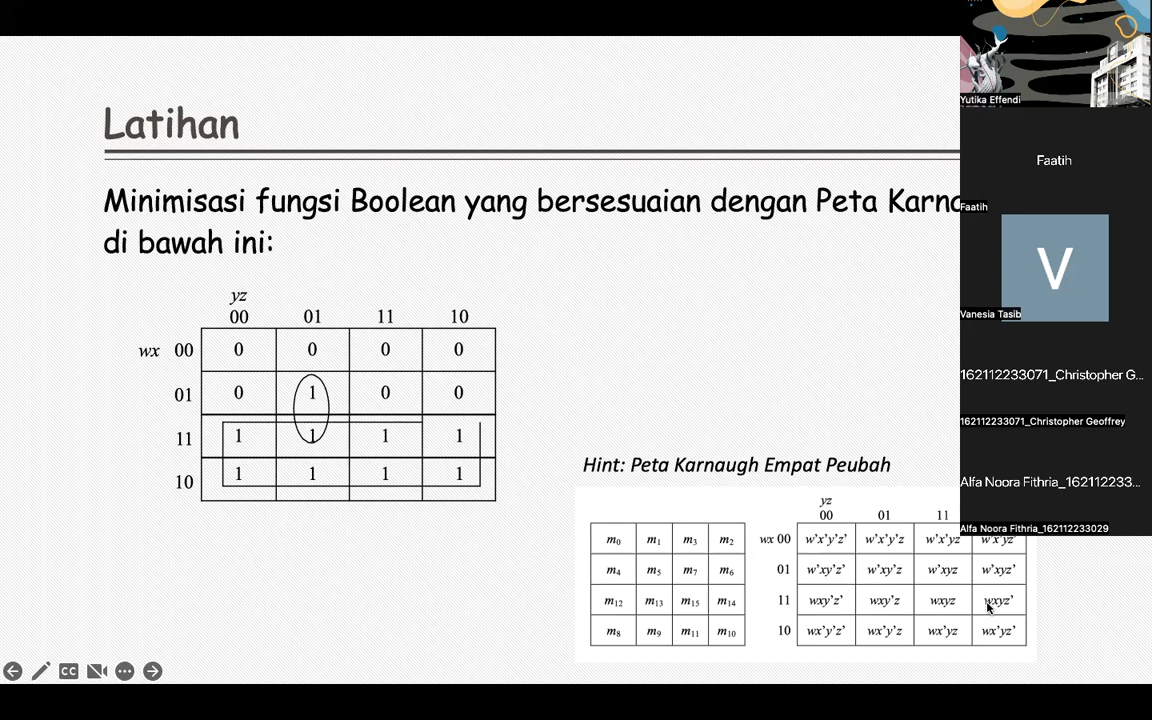 Latihan
Minimisasi fungsi Boolean yang bersesuaian dengan Peta
di bawah ini:
yz
00 01 11 10
wx 00 0 0 0 0
01 0 1 0 0
11 1 1 1 1
10 1 1 1 1
Hint: Peta Karnaugh Empat Peubah
m0 m1 m3 m2
m4 m5 m7 m6
m12 m13 m15 m14
m8 m9 m11 m10
yz
00 01 11
wx 00 w'x'y'z' w'x'y'z w'x'yz w'x'yz'
01 w'xy'z' w'xy'z w'xyz w'xyz'
11 wxy'z' wxy'z wxyz wxyz'
10 wx'y'z' wx'y'z wx'yz wx'yz'
CC
Yutika Effendi
Faatih
Faatih
V
Vanesia Tasib
162112233071_Christopher G...
162112233071_Christopher Geoffrey
Alfa Noora Fithria_162112233...
Alfa Noora Fithria_162112233029